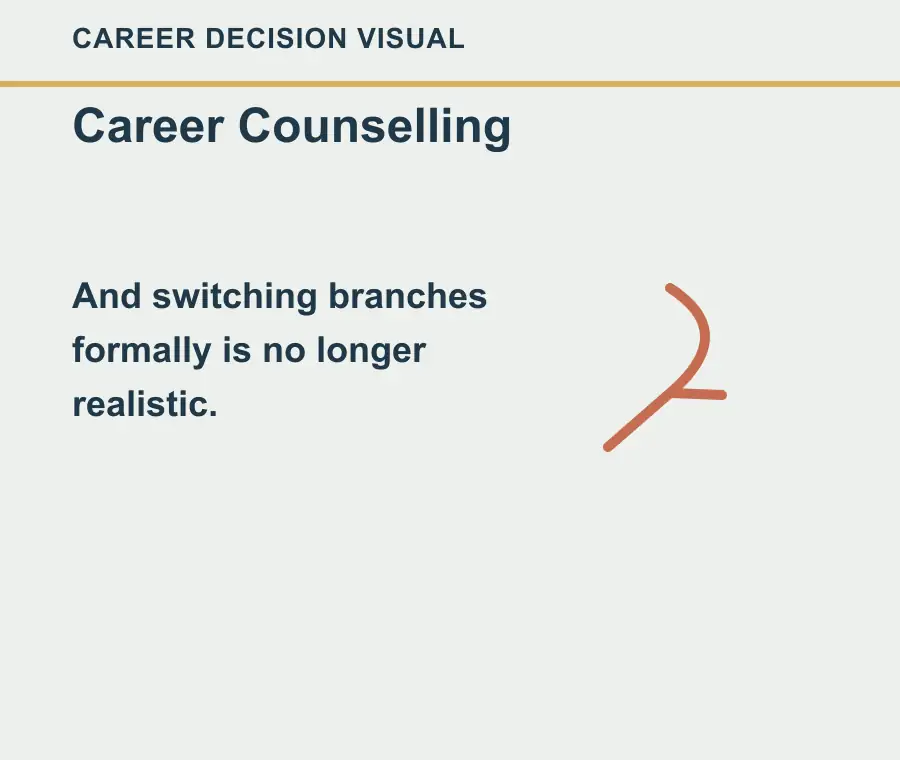 CAREER DECISION VISUAL
Career Counselling
And switching branches
formally is no longer
realistic.